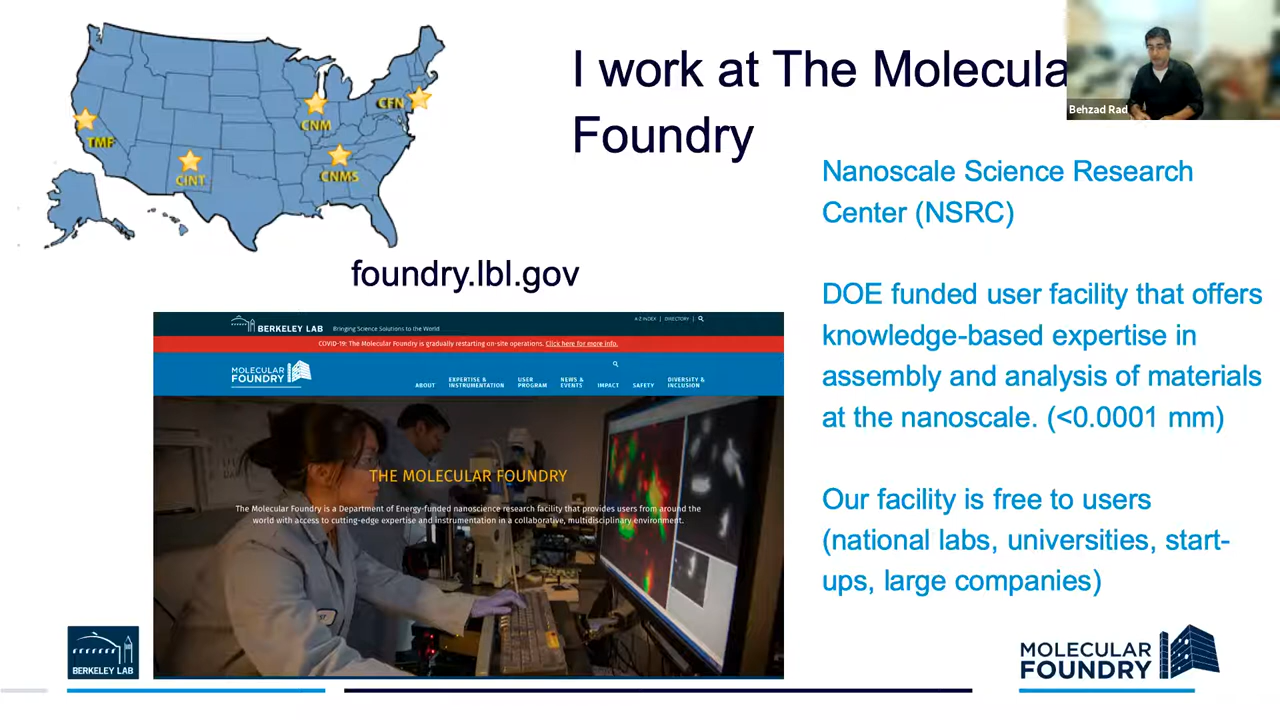 I work at The Molecula
Foundry
Behzad Rad
CFN
CNM
TMF
CINT
CNMS
Nanoscale Science Research
Center (NSRC)
foundry.lbl.gov
DOE funded user facility that offers
knowledge-based expertise in
assembly and analysis of materials
at the nanoscale. (<0.0001 mm)
Our facility is free to users
(national labs, universities, start-
ups, large companies)
A-Z INDEX | DIRECTORY |
BERKELEY LAB Bringing Science Solutions to the World
COVID-19: The Molecular Foundry is gradually restarting on-site operations. Click here for more info.
MOLECULAR
FOUNDRY
ABOUT
EXPERTISE &
INSTRUMENTATION
USER
PROGRAM
NEWS &
EVENTS
IMPACT
SAFETY
DIVERSITY &
INCLUSION
THE MOLECULAR FOUNDRY
The Molecular Foundry is a Department of Energy-funded nanoscience research facility that provides users from around the
world with access to cutting-edge expertise and instrumentation in a collaborative, multidisciplinary environment.
BERKELEY LAB
MOLECULAR
FOUNDRY